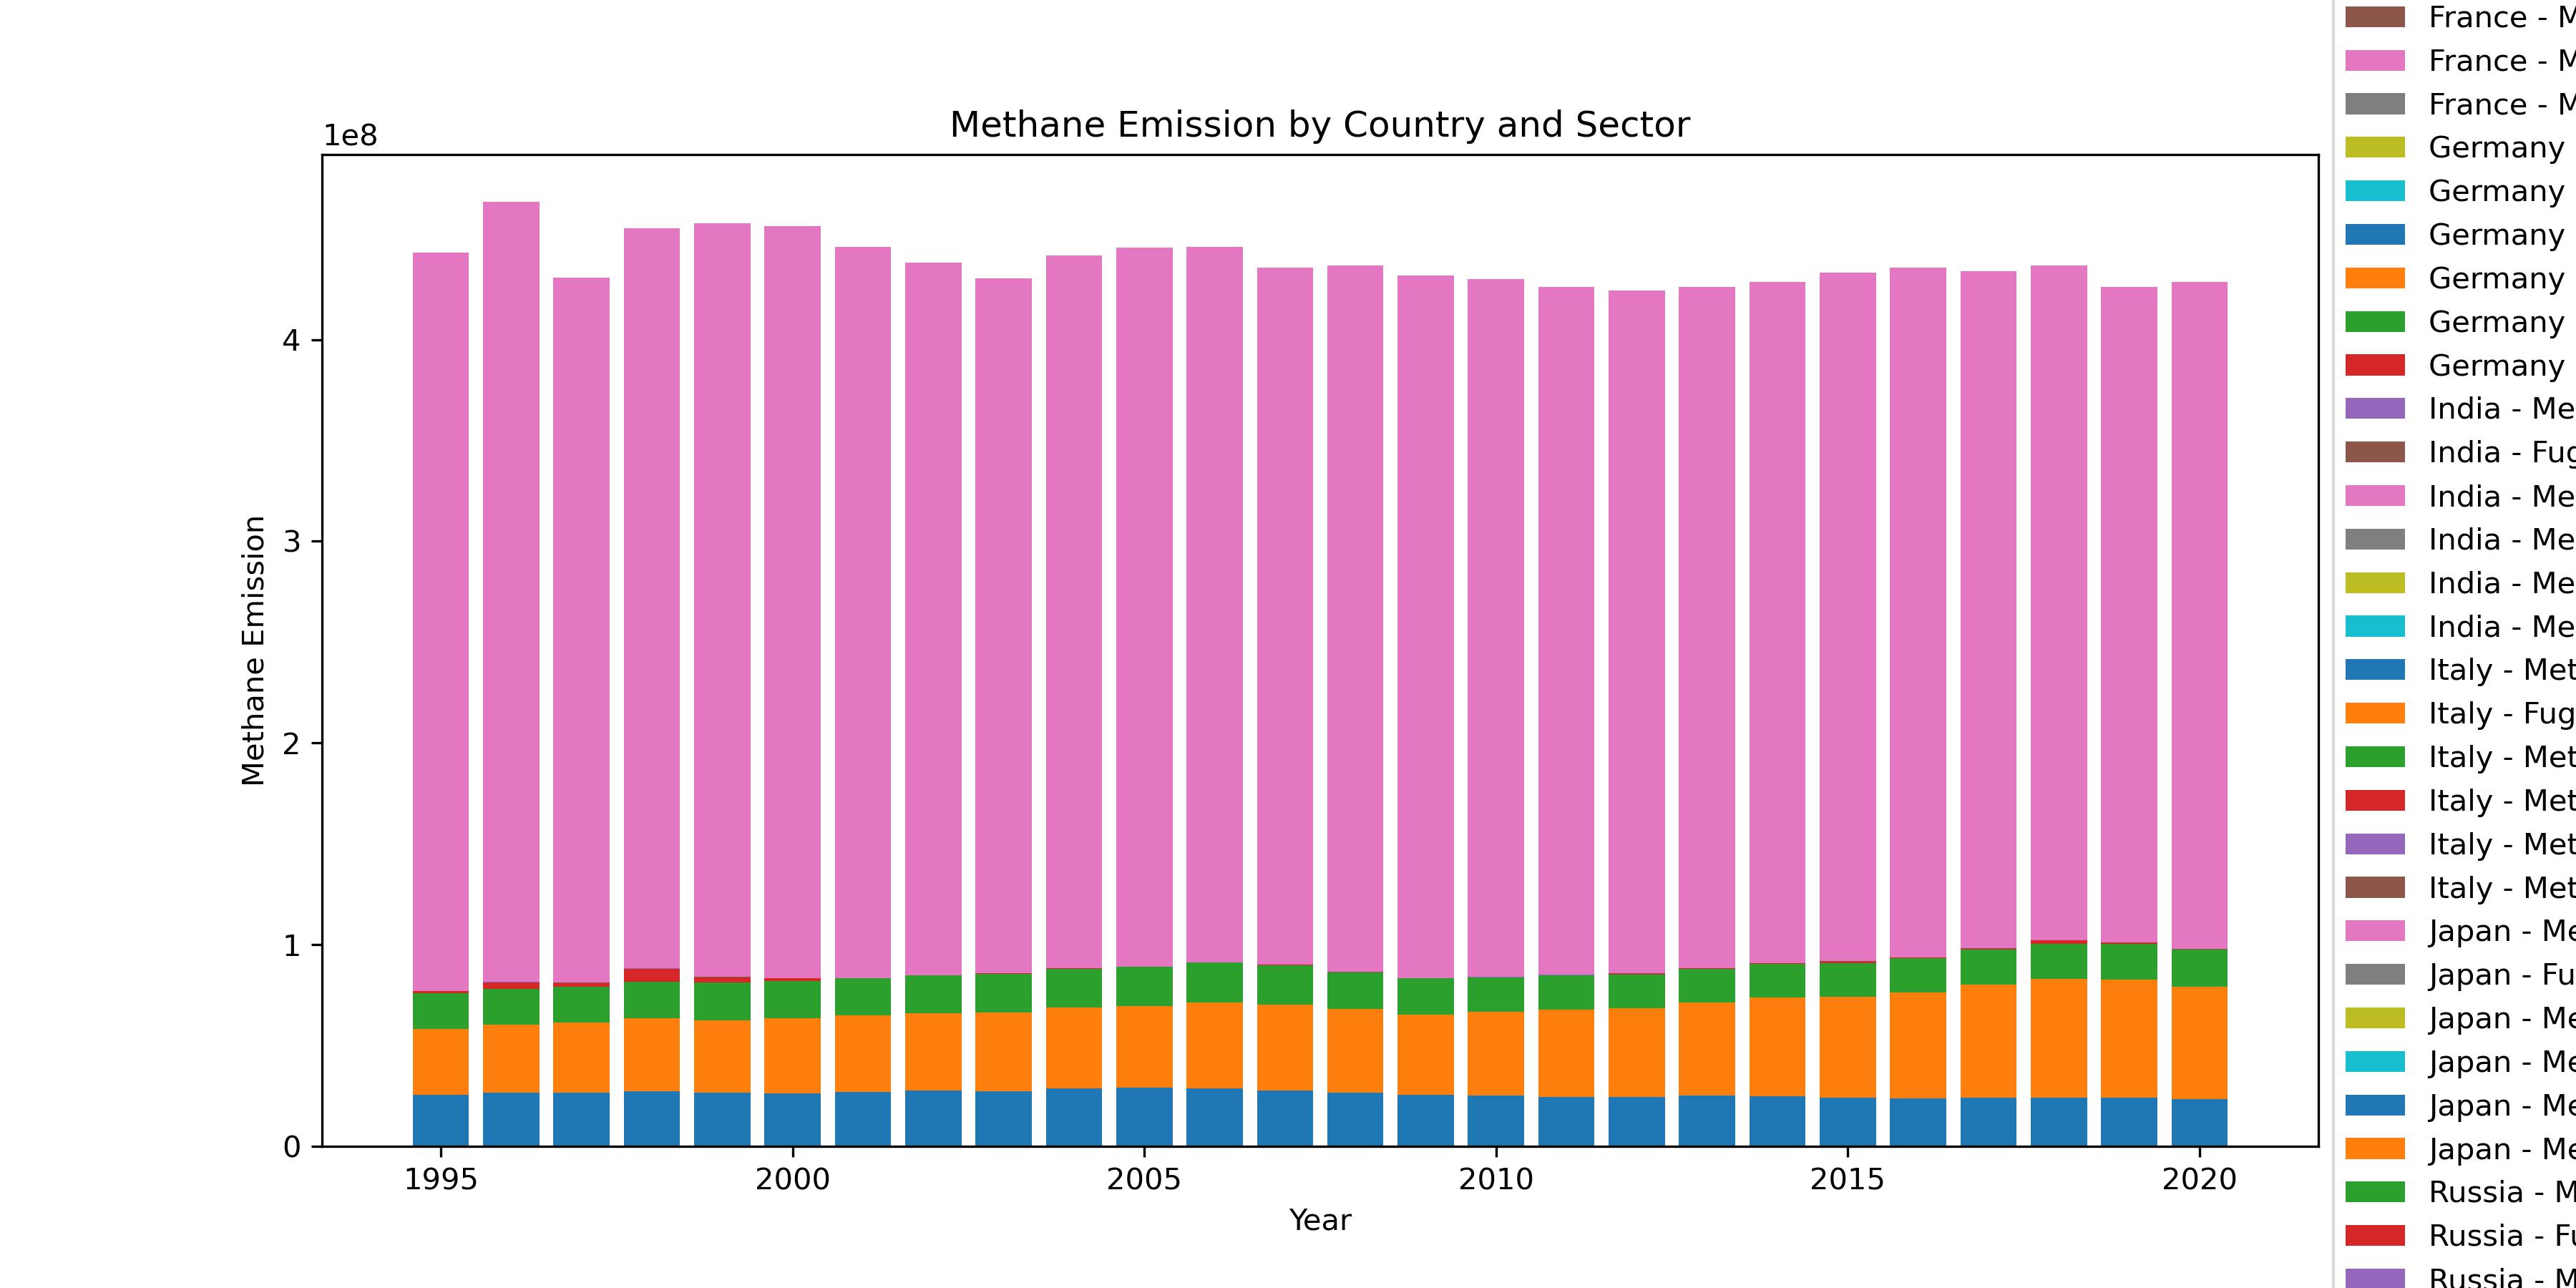 Methane Emission by Country and Sector
1e8
4
3
2
1
0
Methane Emission
1995 2000 2005 2010 2015 2020
Year
France - M
France - M
France - M
Germany
Germany
Germany
Germany
Germany
Germany
India - Me
India - Fug
India - Me
India - Me
India - Me
India - Me
Italy - Met
Italy - Fug
Italy - Met
Italy - Met
Italy - Met
Italy - Met
Japan - Me
Japan - Fu
Japan - Me
Japan - Me
Japan - Me
Japan - Me
Russia - M
Russia - Fu
Russia - M